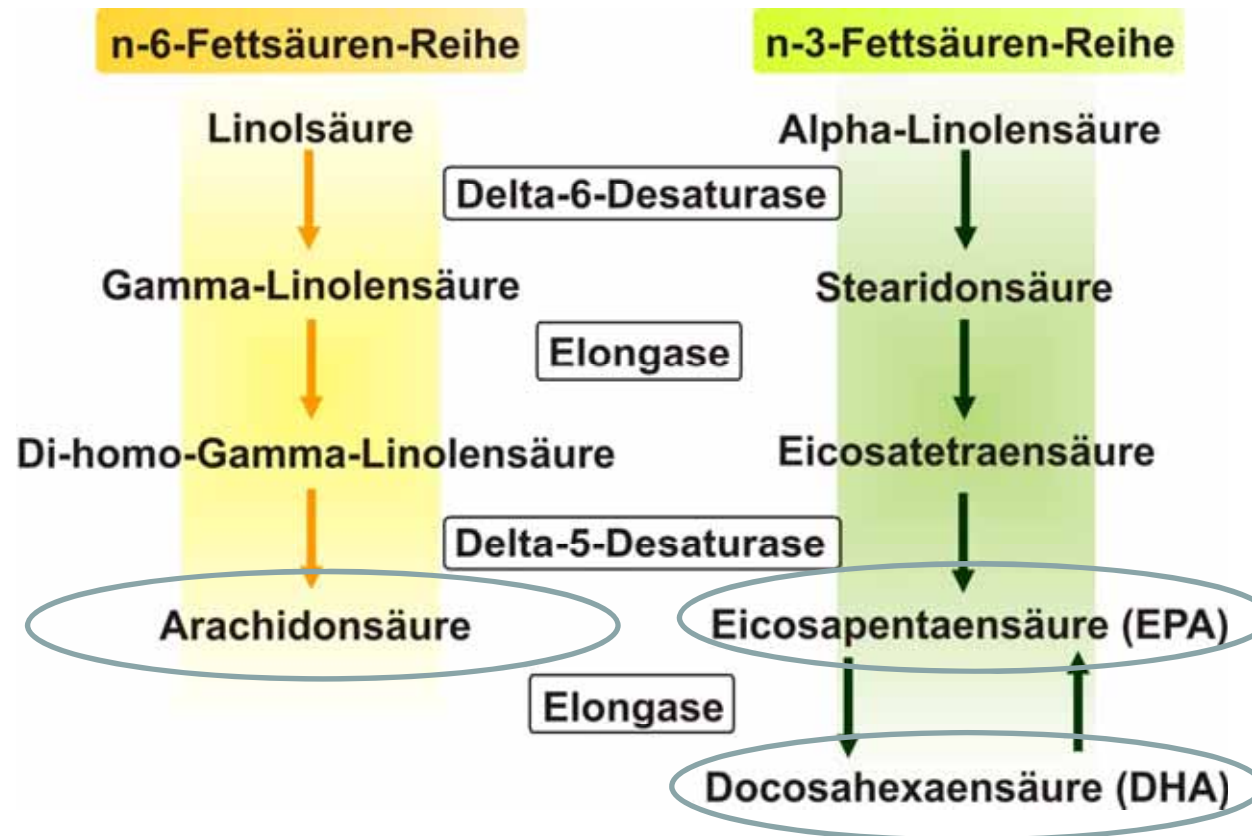 n-6-Fettsäuren-Reihe
n-3-Fettsäuren-Reihe
Linolsäure
Alpha-Linolensäure
Delta-6-Desaturase
Gamma-Linolensäure
Stearidonsäure
Elongase
Di-homo-Gamma-Linolensäure
Eicosatetraensäure
Delta-5-Desaturase
Arachidonsäure
Eicosapentaensäure (EPA)
Elongase
Docosahexaensäure (DHA)